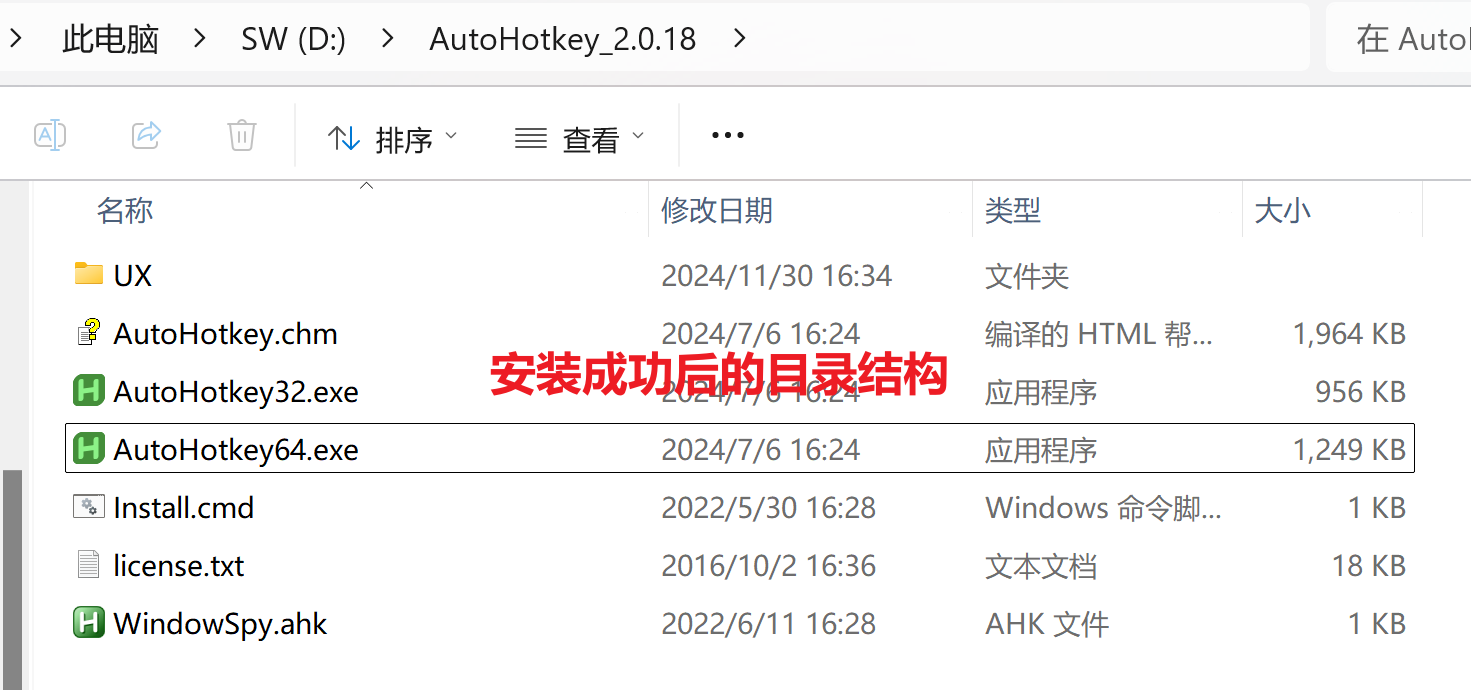 此电脑 SW (D:) AutoHotkey_2.0.18 在 Auto
排序 查看
名称 修改日期 类型 大小
UX 2024/11/30 16:34 文件夹
AutoHotkey.chm 2024/7/6 16:24 编译的 HTML 帮... 1,964 KB
安装成功后的目录结构
AutoHotkey32.exe 2024/7/6 16:24 应用程序 956 KB
AutoHotkey64.exe 2024/7/6 16:24 应用程序 1,249 KB
Install.cmd 2022/5/30 16:28 Windows 命令脚... 1 KB
license.txt 2016/10/2 16:36 文本文档 18 KB
WindowSpy.ahk 2022/6/11 16:28 AHK 文件 1 KB